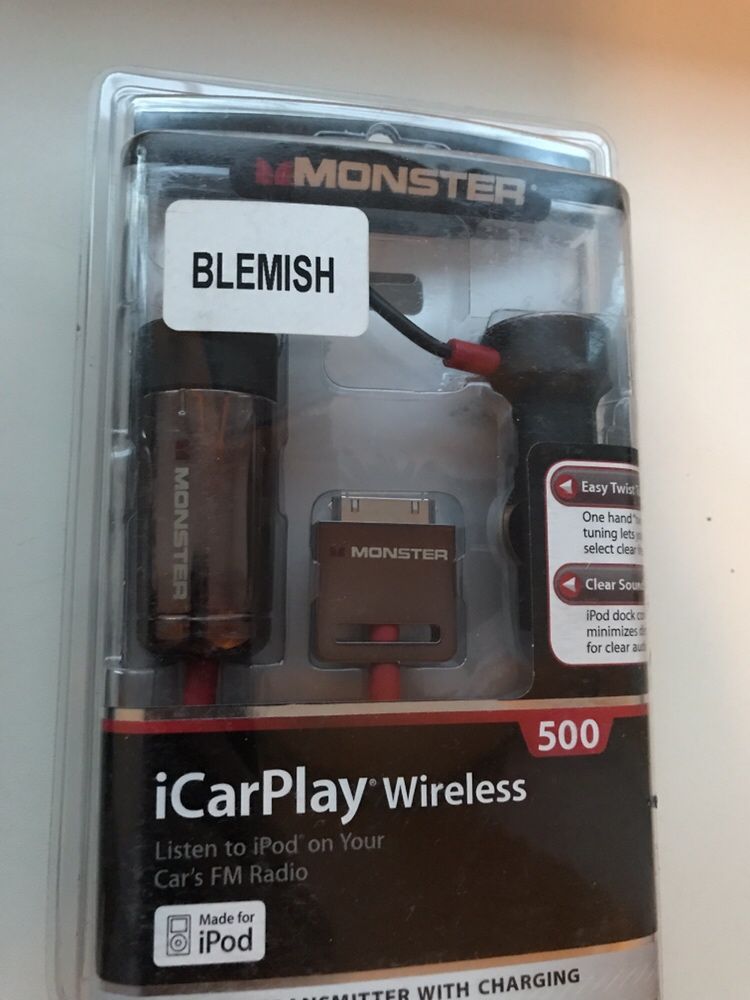 MONSTER
BLEMISH
MONSTER
MONSTER
Easy Twist
One hand
tuning lets
select clear
Clear Soun
iPod dock
minimizes
for clear
500
iCarPlay® Wireless
Listen to iPod® on Your
Car's FM Radio
Made for
iPod
WITH CHARGING